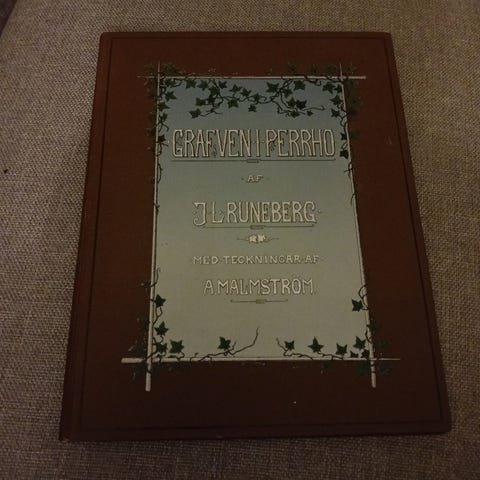 GRAFVEN I PERRHO
AF
J. L. RUNEBERG
MED TECKNINGAR AF
A MALMSTRÖM.